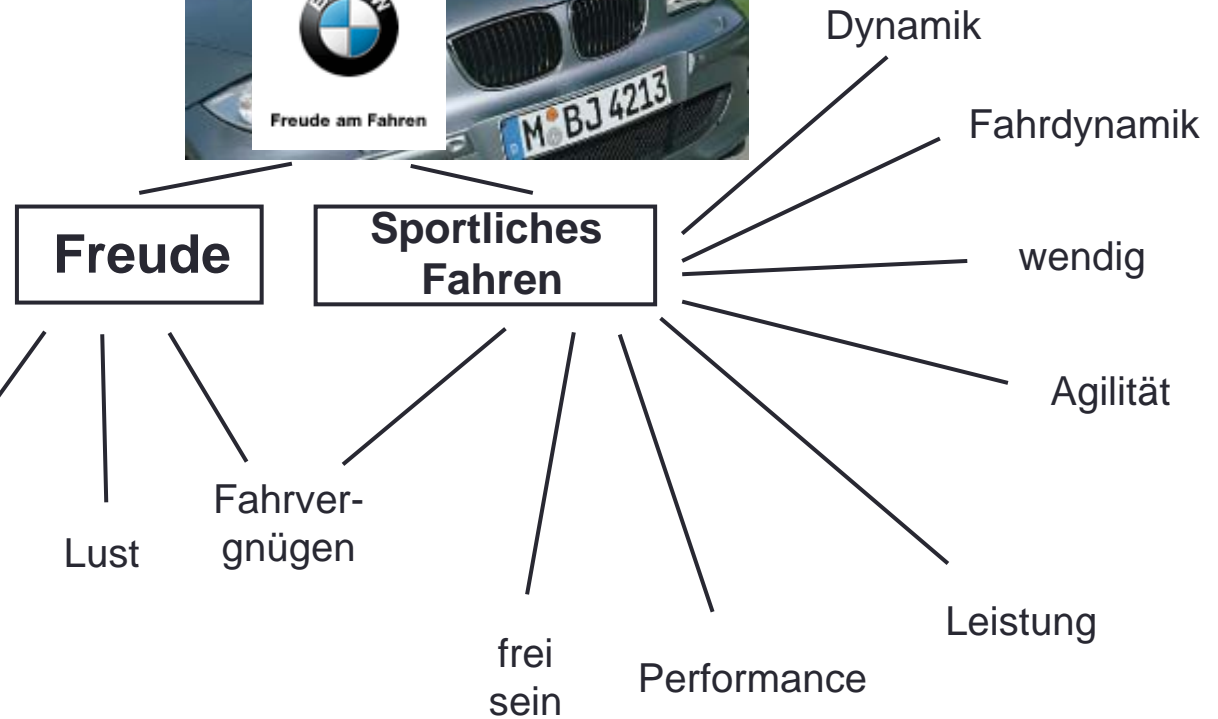 Freude am Fahren
M BJ 4213
Dynamik
Fahrdynamik
Freude
Sportliches
Fahren
wendig
Agilität
Lust
Fahrver-
gnügen
frei
sein
Performance
Leistung